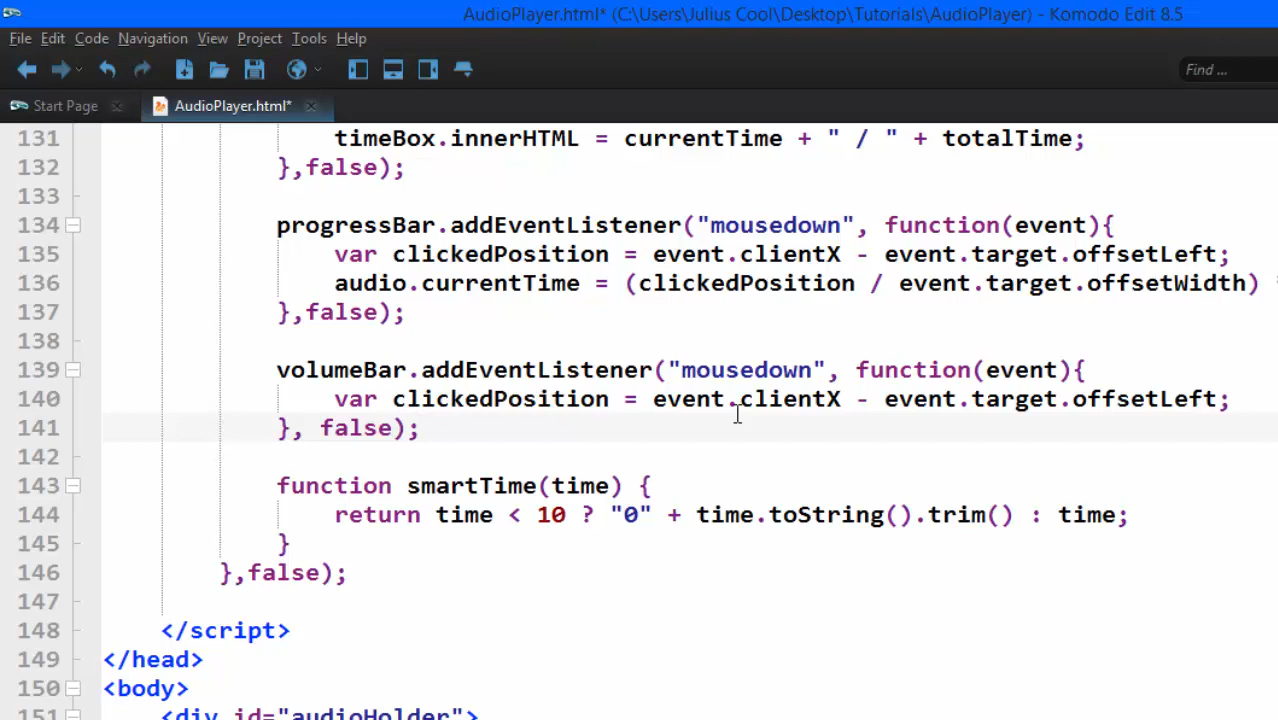 AudioPlayer.html* (C:\Users\Julius Cool\Desktop\Tutorials\AudioPlayer) - Komodo Edit 8.5
File Edit Code Navigation View Project Tools Help
Find ...
Start Page AudioPlayer.html*
131 timeBox.innerHTML = currentTime + " / " + totalTime;
132 },false);
133
134 progressBar.addEventListener("mousedown", function(event){
135 var clickedPosition = event.clientX - event.target.offsetLeft;
136 audio.currentTime = (clickedPosition / event.target.offsetWidth)
137 },false);
138
139 volumeBar.addEventListener("mousedown", function(event){
140 var clickedPosition = event.clientX - event.target.offsetLeft;
141 }, false);
142
143 function smartTime(time) {
144 return time < 10 ? "0" + time.toString().trim() : time;
145 }
146 },false);
147
148 </script>
149 </head>
150 <body>
151 <div id="audioHolder">